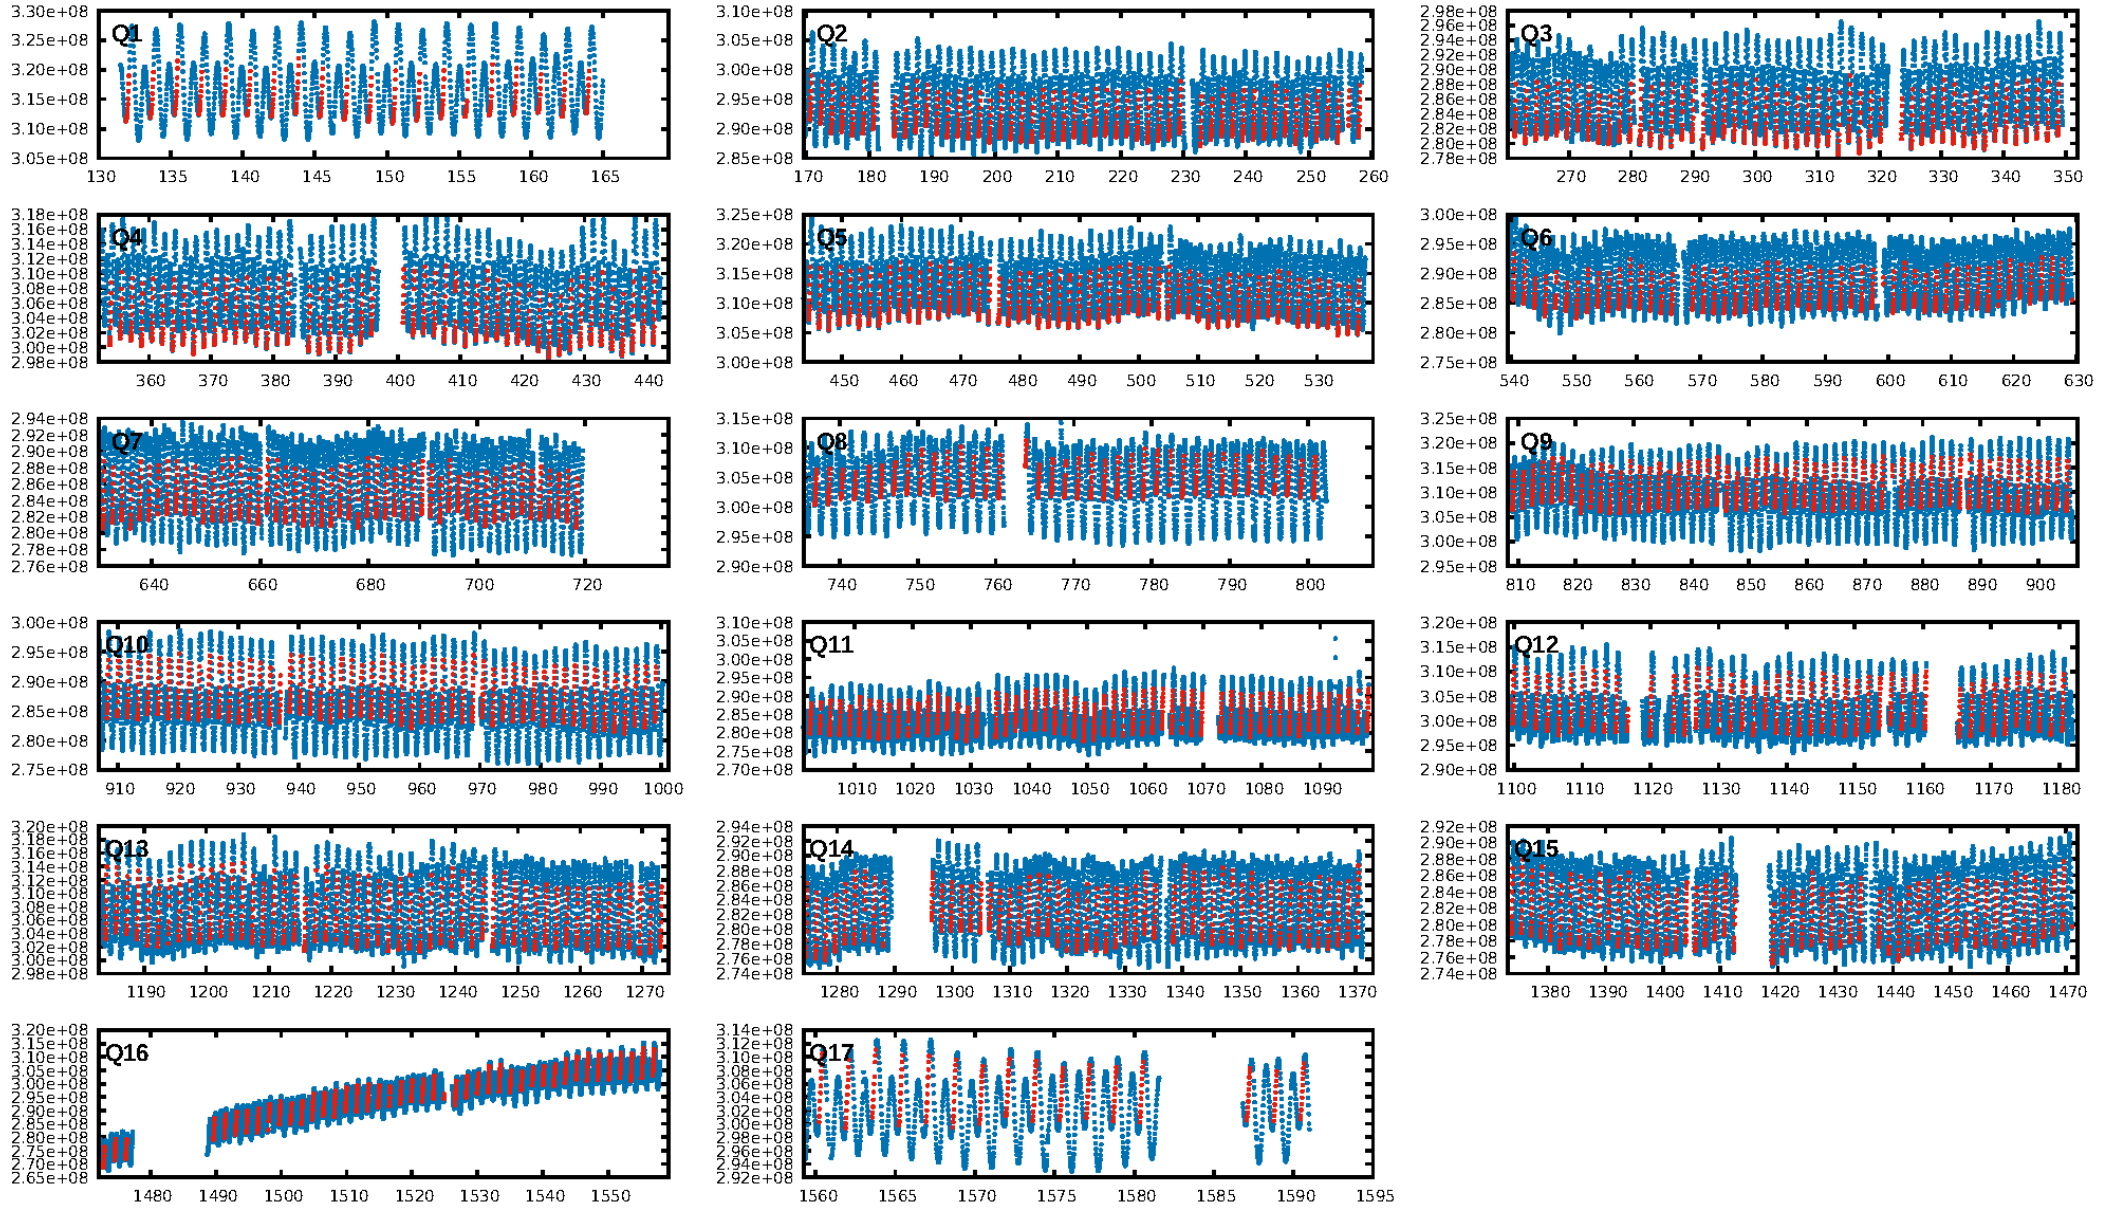 3.30e+08 3.25e+08 3.20e+08 3.15e+08 3.10e+08 3.05e+08
Q1
130 135 140 145 150 155 160 165
3.10e+08 3.05e+08 3.00e+08 2.95e+08 2.90e+08 2.85e+08
Q2
170 180 190 200 210 220 230 240 250 260
2.98e+08 2.96e+08 2.94e+08 2.92e+08 2.90e+08 2.88e+08 2.86e+08 2.84e+08 2.82e+08 2.80e+08 2.78e+08
Q3
270 280 290 300 310 320 330 340 350
3.18e+08 3.16e+08 3.14e+08 3.12e+08 3.10e+08 3.08e+08 3.06e+08 3.04e+08 3.02e+08 3.00e+08 2.98e+08
Q4
360 370 380 390 400 410 420 430 440
3.25e+08 3.20e+08 3.15e+08 3.10e+08 3.05e+08 3.00e+08
Q5
450 460 470 480 490 500 510 520 530
3.00e+08 2.95e+08 2.90e+08 2.85e+08 2.80e+08 2.75e+08
Q6
540 550 560 570 580 590 600 610 620 630
2.94e+08 2.92e+08 2.90e+08 2.88e+08 2.86e+08 2.84e+08 2.82e+08 2.80e+08 2.78e+08 2.76e+08
Q7
640 660 680 700 720
3.15e+08 3.10e+08 3.05e+08 3.00e+08 2.95e+08 2.90e+08
Q8
740 750 760 770 780 790 800
3.25e+08 3.20e+08 3.15e+08 3.10e+08 3.05e+08 3.00e+08 2.95e+08
Q9
810 820 830 840 850 860 870 880 890 900
3.00e+08 2.95e+08 2.90e+08 2.85e+08 2.80e+08 2.75e+08
Q10
910 920 930 940 950 960 970 980 990 1000
3.10e+08 3.05e+08 3.00e+08 2.95e+08 2.90e+08 2.85e+08 2.80e+08 2.75e+08 2.70e+08
Q11
1010 1020 1030 1040 1050 1060 1070 1080 1090
3.20e+08 3.15e+08 3.10e+08 3.05e+08 3.00e+08 2.95e+08 2.90e+08
Q12
1100 1110 1120 1130 1140 1150 1160 1170 1180
3.20e+08 3.18e+08 3.16e+08 3.14e+08 3.12e+08 3.10e+08 3.08e+08 3.06e+08 3.04e+08 3.02e+08 3.00e+08 2.98e+08
Q13
1190 1200 1210 1220 1230 1240 1250 1260 1270
2.94e+08 2.92e+08 2.90e+08 2.88e+08 2.86e+08 2.84e+08 2.82e+08 2.80e+08 2.78e+08 2.76e+08 2.74e+08
Q14
1280 1290 1300 1310 1320 1330 1340 1350 1360 1370
2.92e+08 2.90e+08 2.88e+08 2.86e+08 2.84e+08 2.82e+08 2.80e+08 2.78e+08 2.76e+08 2.74e+08
Q15
1380 1390 1400 1410 1420 1430 1440 1450 1460 1470
3.20e+08 3.15e+08 3.10e+08 3.05e+08 3.00e+08 2.95e+08 2.90e+08 2.85e+08 2.80e+08 2.75e+08 2.70e+08 2.65e+08
Q16
1480 1490 1500 1510 1520 1530 1540 1550
3.14e+08 3.12e+08 3.10e+08 3.08e+08 3.06e+08 3.04e+08 3.02e+08 3.00e+08 2.98e+08 2.96e+08 2.94e+08 2.92e+08
Q17
1560 1565 1570 1575 1580 1585 1590 1595